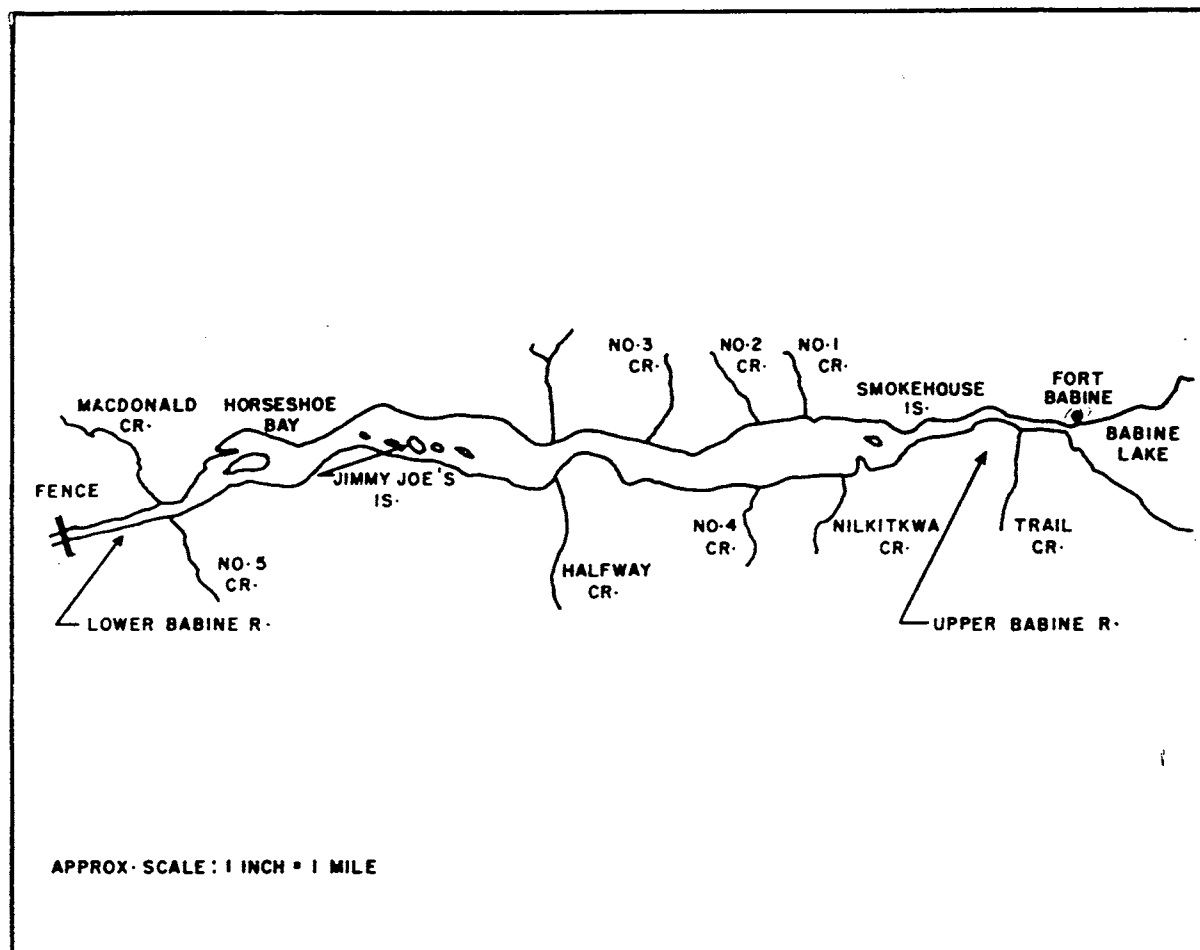 NO. 3
CR.
NO. 2
CR.
NO. 1
CR.
SMOKEHOUSE
IS.
FORT
BABINE
BABINE
LAKE
MACDONALD
CR.
HORSESHOE
BAY
JIMMY JOE'S
IS.
FENCE
NO. 5
CR.
HALFWAY
CR.
NO. 4
CR.
NILKITKWA
CR.
TRAIL
CR.
LOWER BABINE R.
UPPER BABINE R.
APPROX. SCALE: 1 INCH = 1 MILE